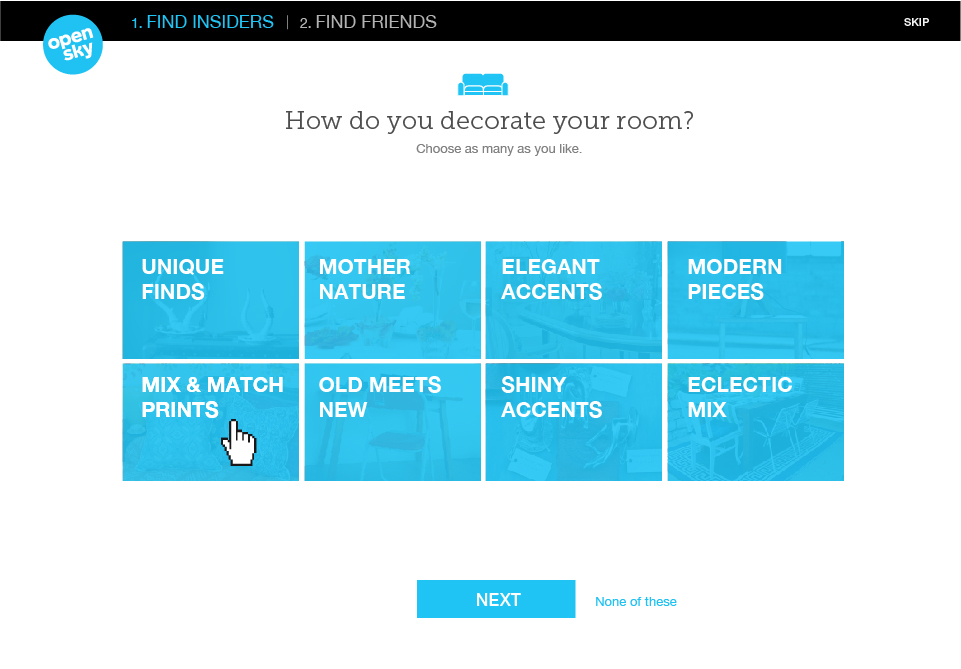 1. FIND INSIDERS | 2. FIND FRIENDS
SKIP
open
sky
How do you decorate your room?
Choose as many as you like.
UNIQUE
FINDS
MOTHER
NATURE
ELEGANT
ACCENTS
MODERN
PIECES
MIX & MATCH
PRINTS
OLD MEETS
NEW
SHINY
ACCENTS
ECLECTIC
MIX
NEXT
None of these